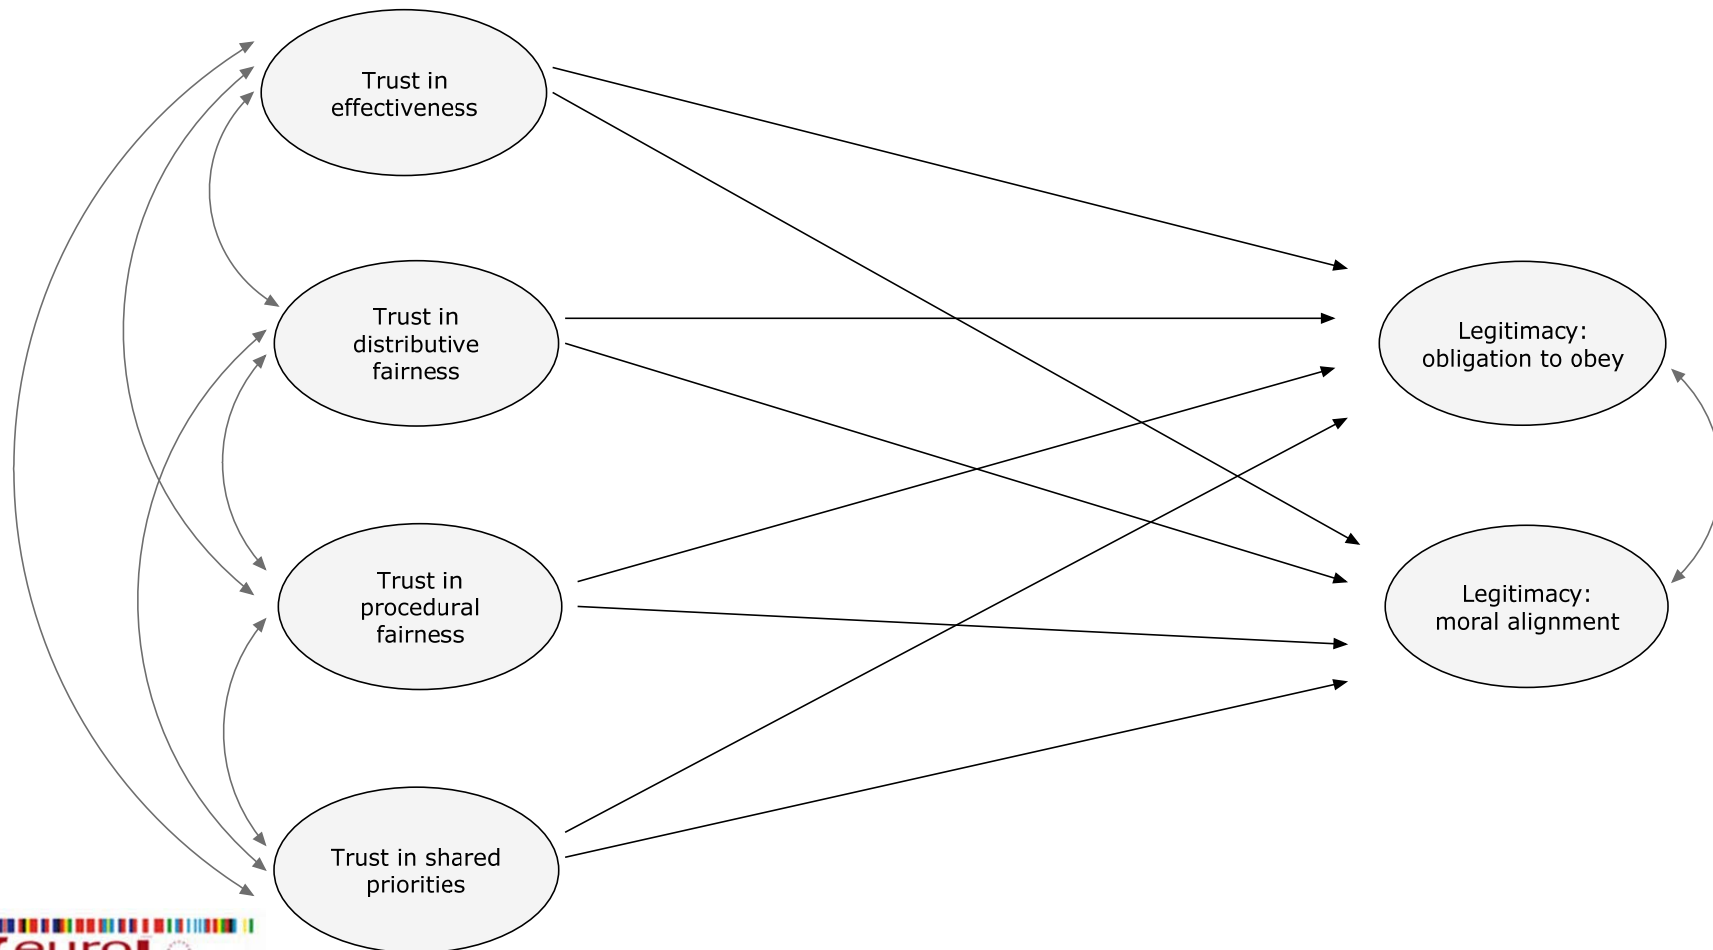 Trust in
effectiveness
Trust in
distributive
fairness
Legitimacy:
obligation to obey
Trust in
procedural
fairness
Legitimacy:
moral alignment
Trust in shared
priorities